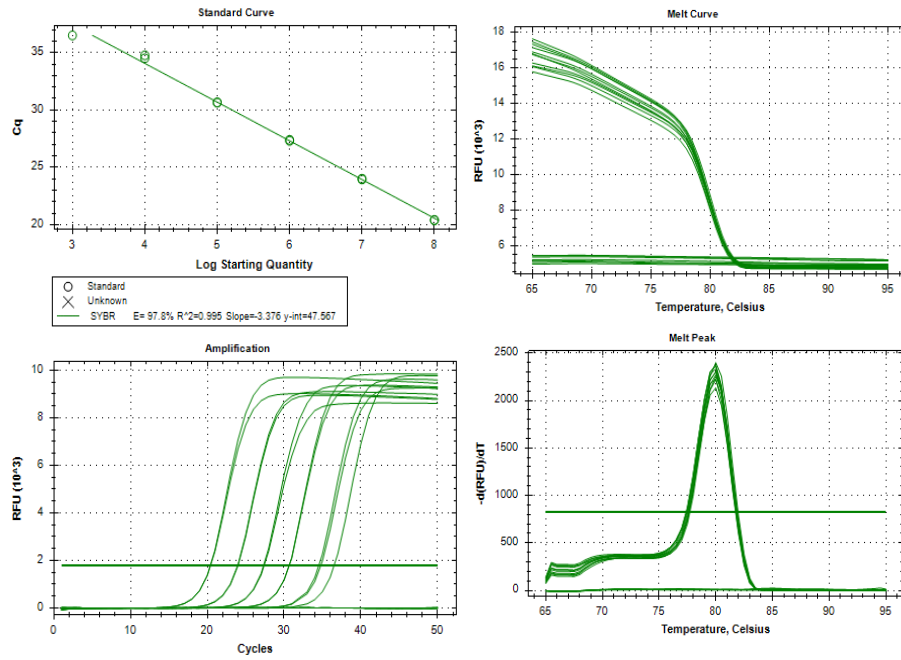 Standard Curve
35
30
25
20
Cq
3 4 5 6 7 8
Log Starting Quantity
Standard
Unknown
SYBR E= 97.8% R^2=0.995 Slope=-3.376 y-int=47.567
Melt Curve
18
16
14
12
10
8
6
RFU (10^3)
65 70 75 80 85 90 95
Temperature, Celsius
Amplification
10
8
6
4
2
0
RFU (10^3)
0 10 20 30 40 50
Cycles
Melt Peak
2500
2000
1500
1000
500
0
-d(RFU)/dT
65 70 75 80 85 90 95
Temperature, Celsius